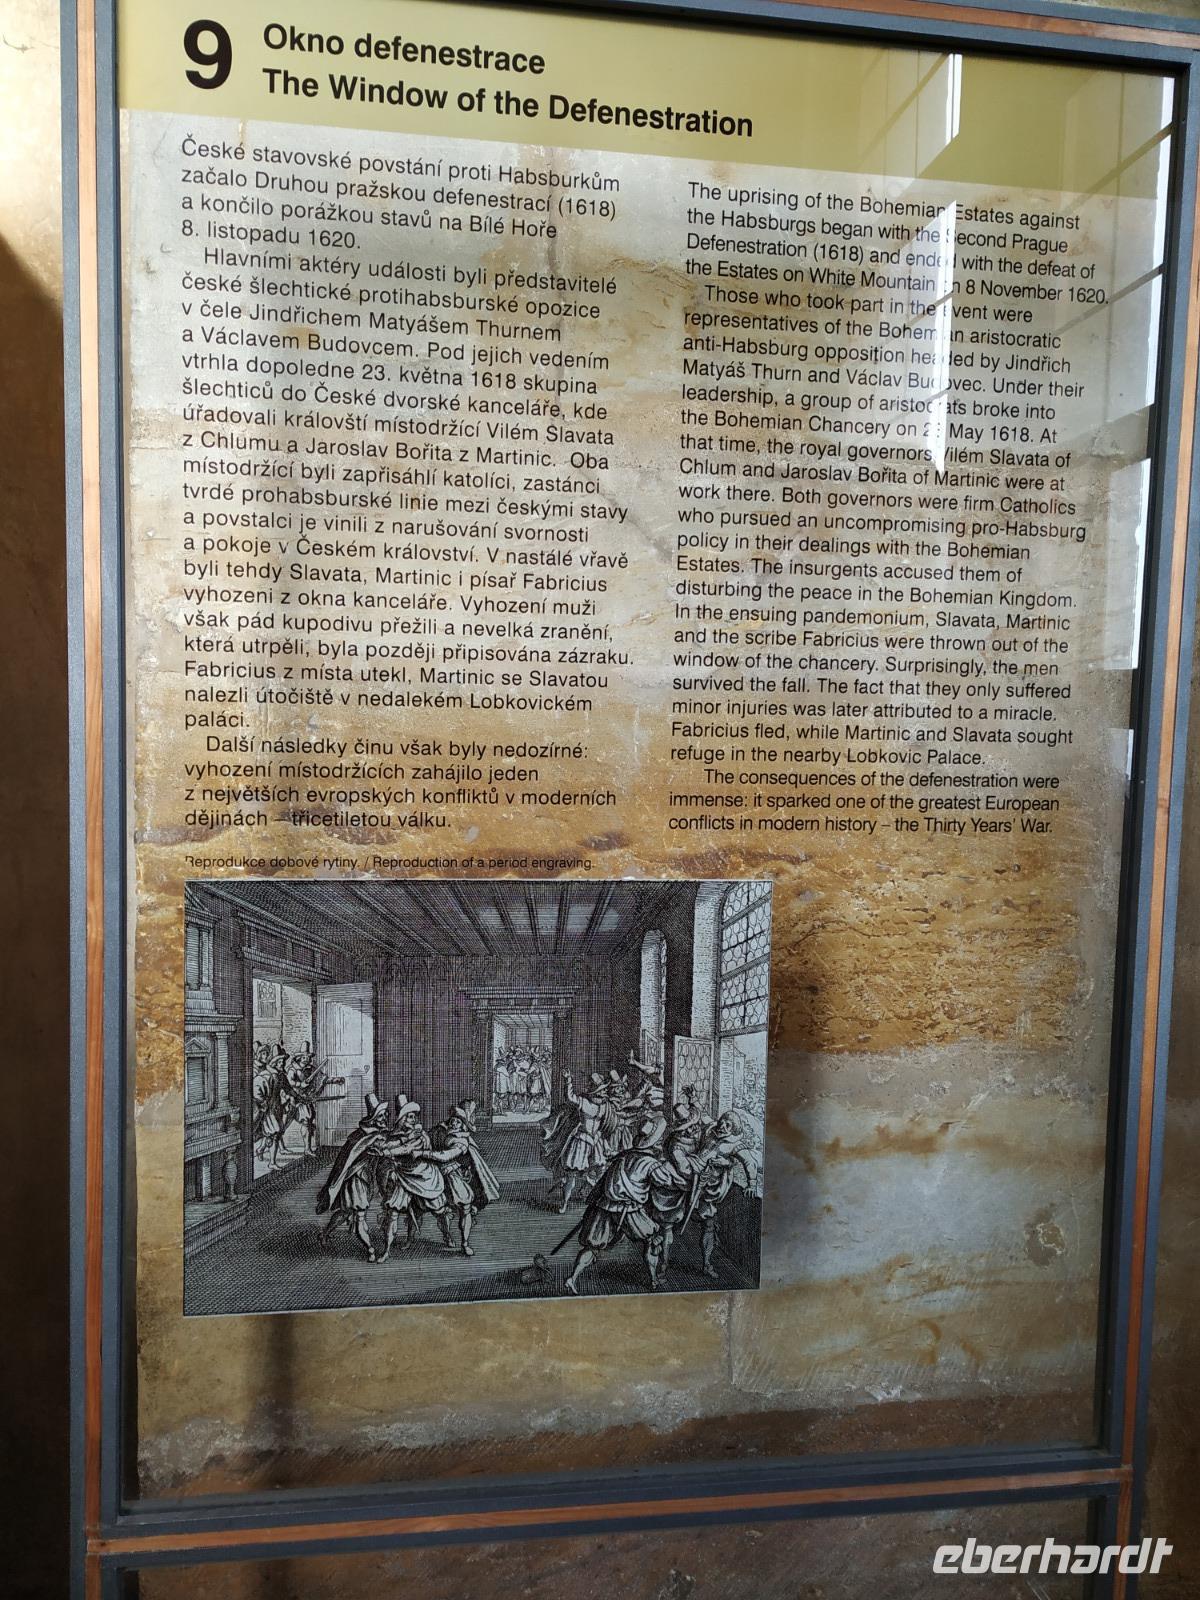 9
Okno defenestrace
The Window of the Defenestration
České stavovské povstání proti Habsburkům
začalo Druhou pražskou defenestrací (1618)
a končilo porážkou stavů na Bílé Hoře
8. listopadu 1620.
Hlavními aktéry události byli představitelé
české šlechtické protihabsburské opozice
v čele Jindřichem Matyášem Thurnem
a Václavem Budovcem. Pod jejich vedením
vtrhla dopoledne 23. května 1618 skupina
šlechticů do České dvorské kanceláře, kde
úřadovali královští místodržící Vilém Slavata
z Chlumu a Jaroslav Bořita z Martinic. Oba
místodržící byli zapřisáhlí katolíci, zastánci
tvrdé prohabsburské linie mezi českými stavy
a povstalci je vinili z narušování svornosti
a pokoje v Českém království. V nastálé vřavě
byli tehdy Slavata, Martinic i písař Fabricius
vyhozeni z okna kanceláře. Vyhození muži
však pád kupodivu přežili a nevelká zranění,
která utrpěli, byla později připisována zázraku.
Fabricius z místa utekl, Martinic se Slavatou
nalezli útočiště v nedalekém Lobkovickém
paláci.
Další následky činu však byly nedozírné:
vyhození místodržících zahájilo jeden
z největších evropských konfliktů v moderních
dějinách – třicetiletou válku.
The uprising of the Bohemian Estates against
the Habsburgs began with the Second Prague
Defenestration (1618) and ended with the defeat of
the Estates on White Mountain on 8 November 1620.
Those who took part in the event were
representatives of the Bohemian aristocratic
anti-Habsburg opposition headed by Jindřich
Matyáš Thurn and Václav Budovec. Under their
leadership, a group of aristocrats broke into
the Bohemian Chancery on 23 May 1618. At
that time, the royal governors Vilém Slavata of
Chlum and Jaroslav Bořita of Martinic were at
work there. Both governors were firm Catholics
who pursued an uncompromising pro-Habsburg
policy in their dealings with the Bohemian
Estates. The insurgents accused them of
disturbing the peace in the Bohemian Kingdom.
In the ensuing pandemonium, Slavata, Martinic
and the scribe Fabricius were thrown out of the
window of the chancery. Surprisingly, the men
survived the fall. The fact that they only suffered
minor injuries was later attributed to a miracle.
Fabricius fled, while Martinic and Slavata sought
refuge in the nearby Lobkovic Palace.
The consequences of the defenestration were
immense: it sparked one of the greatest European
conflicts in modern history – the Thirty Years' War.
Reprodukce dobové rytiny. / Reproduction of a period engraving.
eberhardt